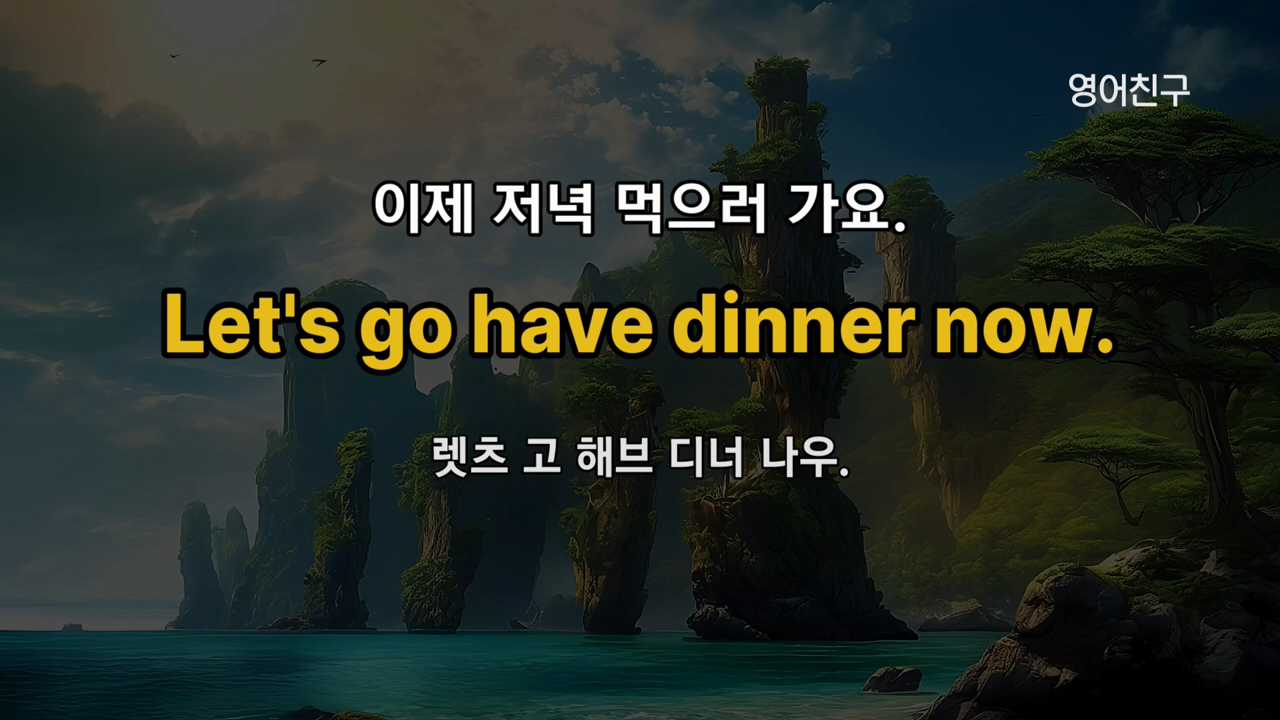 영어친구
이제 저녁 먹으러 가요.
Let's go have dinner now.
렛츠 고 해브 디너 나우.